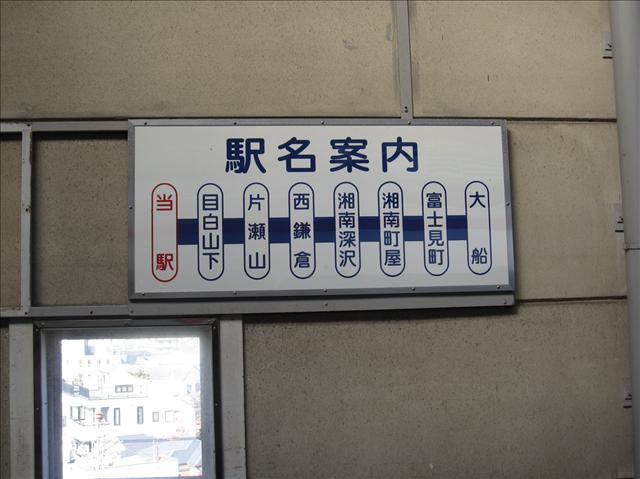 駅名案内
当駅
目白山下
片瀬山
西鎌倉
湘南深沢
湘南町屋
富士見町
大船